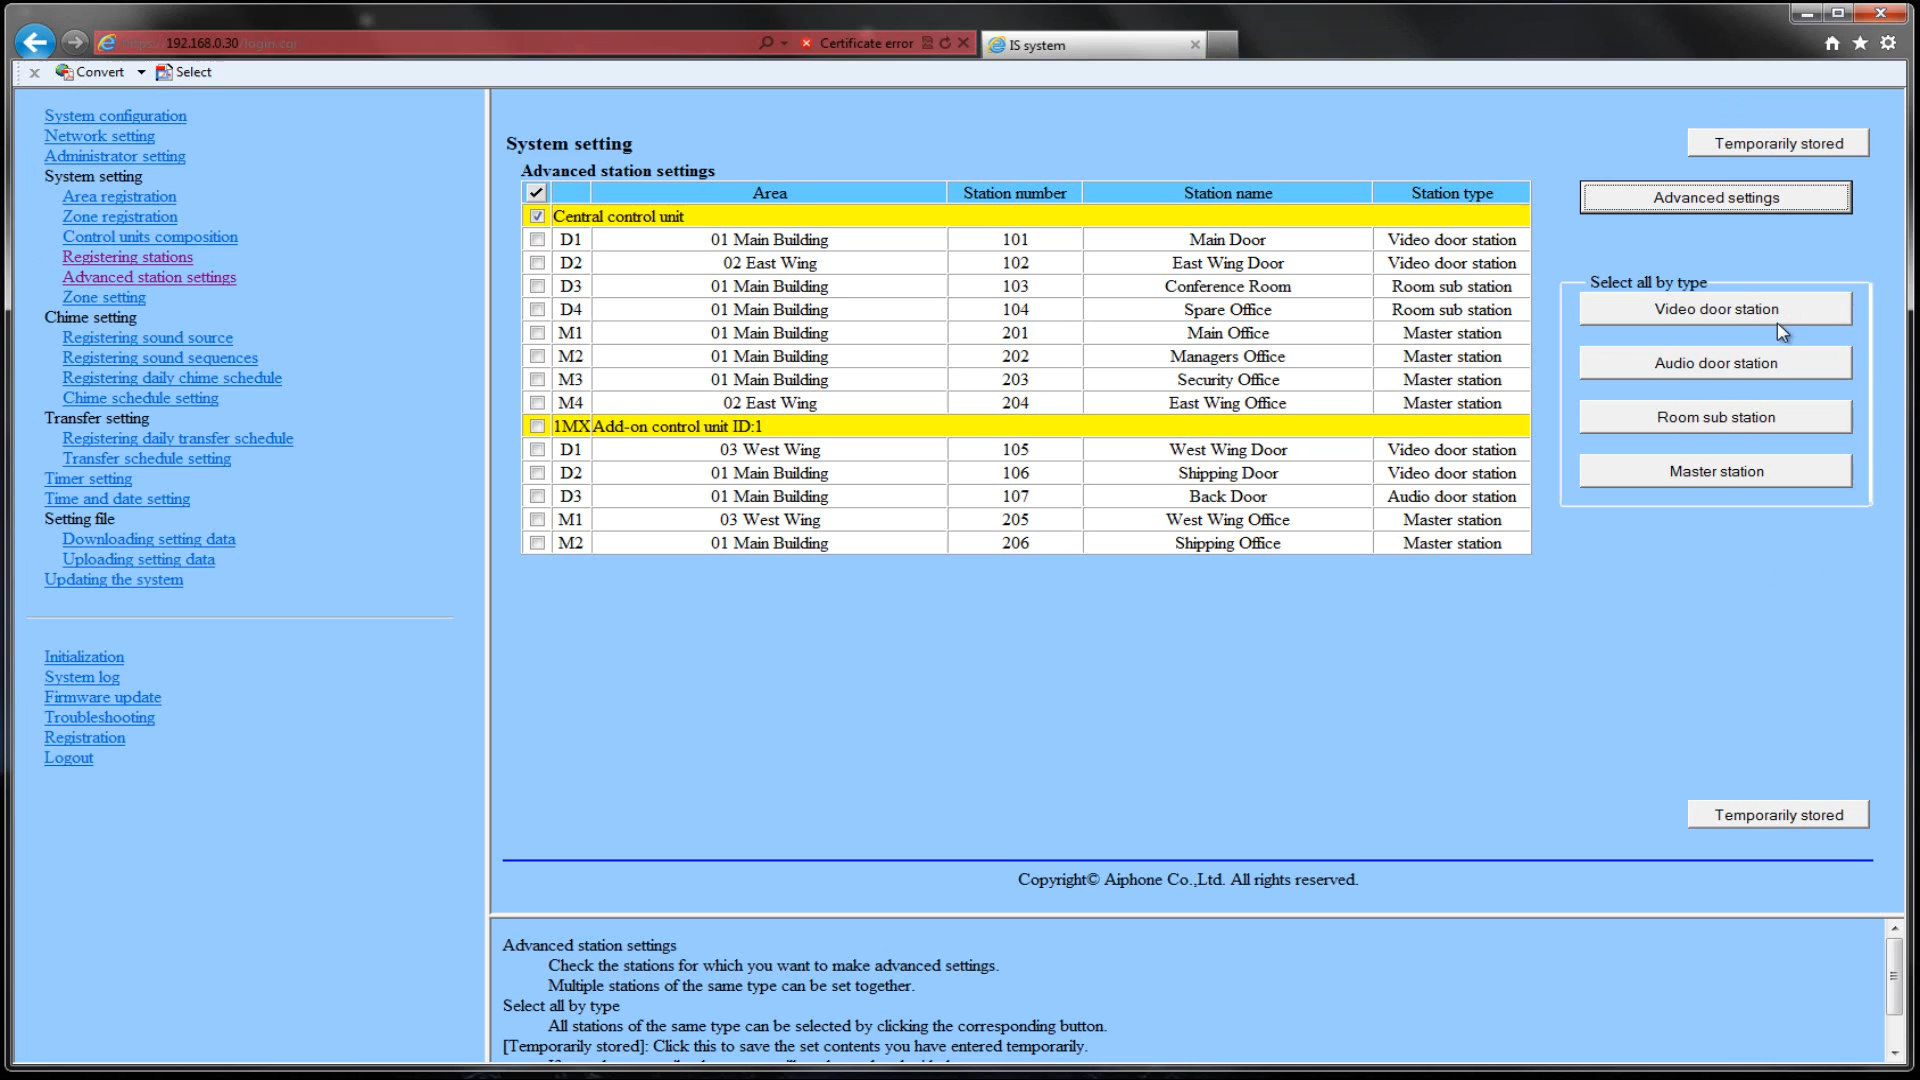 192.168.0.30/login.cgi Certificate error IS system
x Convert Select
System configuration
Network setting
Administrator setting
System setting
Area registration
Zone registration
Control units composition
Registering stations
Advanced station settings
Zone setting
Chime setting
Registering sound source
Registering sound sequences
Registering daily chime schedule
Chime schedule setting
Transfer setting
Registering daily transfer schedule
Transfer schedule setting
Timer setting
Time and date setting
Setting file
Downloading setting data
Uploading setting data
Updating the system
Initialization
System log
Firmware update
Troubleshooting
Registration
Logout
System setting
Temporarily stored
Advanced station settings
Area Station number Station name Station type
Central control unit
D1 01 Main Building 101 Main Door Video door station
D2 02 East Wing 102 East Wing Door Video door station
D3 01 Main Building 103 Conference Room Room sub station
D4 01 Main Building 104 Spare Office Room sub station
M1 01 Main Building 201 Main Office Master station
M2 01 Main Building 202 Managers Office Master station
M3 01 Main Building 203 Security Office Master station
M4 02 East Wing 204 East Wing Office Master station
1MX Add-on control unit ID:1
D1 03 West Wing 105 West Wing Door Video door station
D2 01 Main Building 106 Shipping Door Video door station
D3 01 Main Building 107 Back Door Audio door station
M1 03 West Wing 205 West Wing Office Master station
M2 01 Main Building 206 Shipping Office Master station
Advanced settings
Select all by type
Video door station
Audio door station
Room sub station
Master station
Temporarily stored
Copyright© Aiphone Co.,Ltd. All rights reserved.
Advanced station settings
Check the stations for which you want to make advanced settings.
Multiple stations of the same type can be set together.
Select all by type
All stations of the same type can be selected by clicking the corresponding button.
[Temporarily stored]: Click this to save the set contents you have entered temporarily.